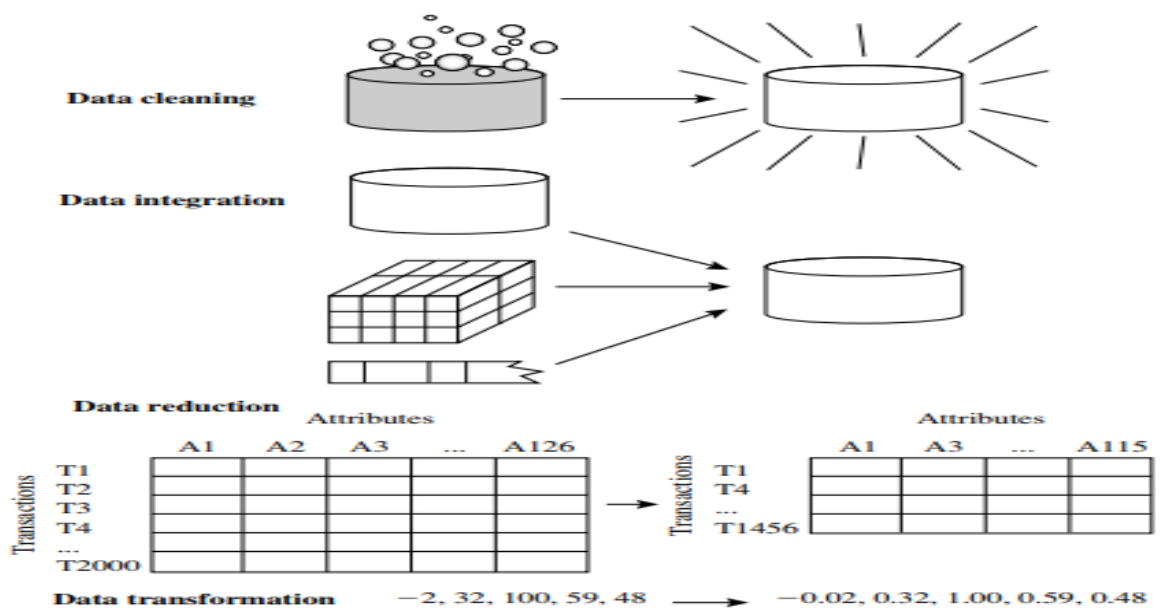 Data cleaning
Data integration
Data reduction
Attributes
A1 A2 A3 ... A126
Transactions
T1
T2
T3
T4
...
T2000
Attributes
A1 A3 ... A115
Transactions
T1
T4
...
T1456
Data transformation −2, 32, 100, 59, 48 −0.02, 0.32, 1.00, 0.59, 0.48